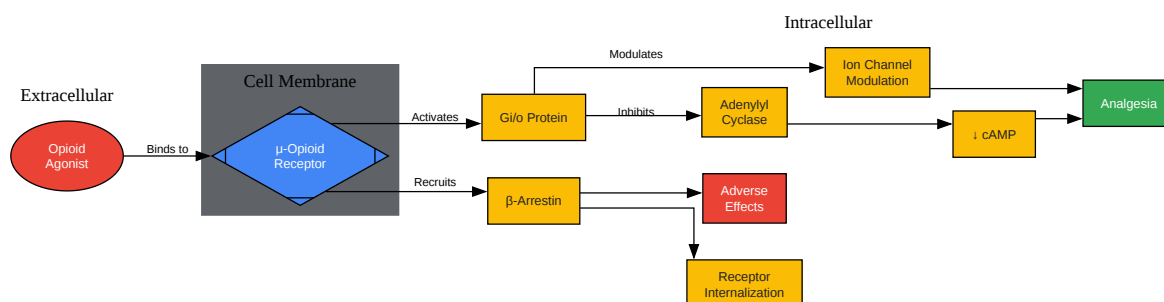 Intracellular
Extracellular
Cell Membrane
Opioid
Agonist
Binds to
μ-Opioid
Receptor
Activates
Gi/o Protein
Modulates
Ion Channel
Modulation
Inhibits
Adenylyl
Cyclase
↓ cAMP
Analgesia
Recruits
β-Arrestin
Adverse
Effects
Receptor
Internalization